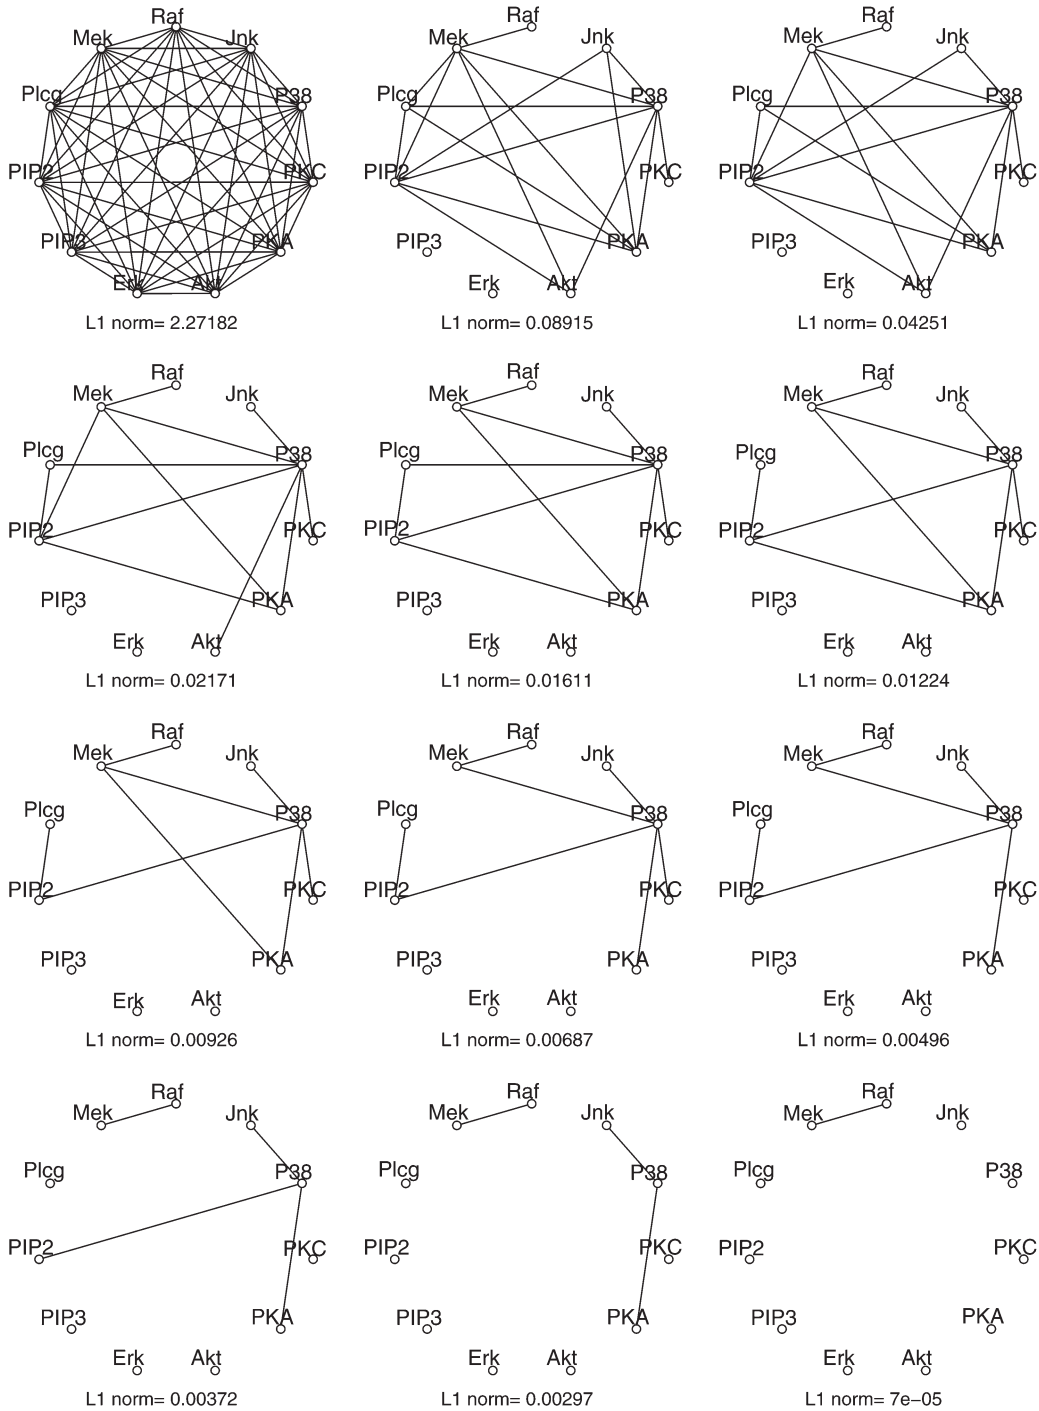 Raf
Mek
Jnk
Plcg
P38
PIP2
PKC
PIP3
PKA
Erk
Akt
L1 norm= 2.27182
Raf
Mek
Jnk
Plcg
P38
PIP2
PKC
PIP3
PKA
Erk
Akt
L1 norm= 0.08915
Raf
Mek
Jnk
Plcg
P38
PIP2
PKC
PIP3
PKA
Erk
Akt
L1 norm= 0.04251
Raf
Mek
Jnk
Plcg
P38
PIP2
PKC
PIP3
PKA
Erk
Akt
L1 norm= 0.02171
Raf
Mek
Jnk
Plcg
P38
PIP2
PKC
PIP3
PKA
Erk
Akt
L1 norm= 0.01611
Raf
Mek
Jnk
Plcg
P38
PIP2
PKC
PIP3
PKA
Erk
Akt
L1 norm= 0.01224
Raf
Mek
Jnk
Plcg
P38
PIP2
PKC
PIP3
PKA
Erk
Akt
L1 norm= 0.00926
Raf
Mek
Jnk
Plcg
P38
PIP2
PKC
PIP3
PKA
Erk
Akt
L1 norm= 0.00687
Raf
Mek
Jnk
Plcg
P38
PIP2
PKC
PIP3
PKA
Erk
Akt
L1 norm= 0.00496
Raf
Mek
Jnk
Plcg
P38
PIP2
PKC
PIP3
PKA
Erk
Akt
L1 norm= 0.00372
Raf
Mek
Jnk
Plcg
P38
PIP2
PKC
PIP3
PKA
Erk
Akt
L1 norm= 0.00297
Raf
Mek
Jnk
Plcg
P38
PIP2
PKC
PIP3
PKA
Erk
Akt
L1 norm= 7e−05